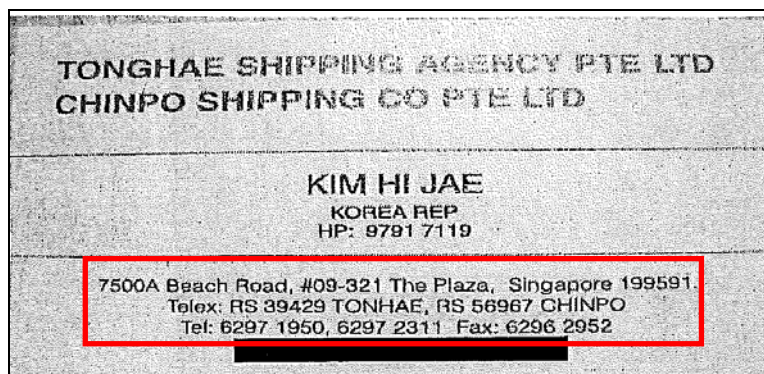 TONGHAE SHIPPING AGENCY PTE LTD
CHINPO SHIPPING CO PTE LTD
KIM HI JAE
KOREA REP
HP: 9791 7119
7500A Beach Road, #09-321 The Plaza, Singapore 199591.
Telex: RS 39429 TONHAE, RS 56967 CHINPO
Tel: 6297 1950, 6297 2311 Fax: 6296 2952